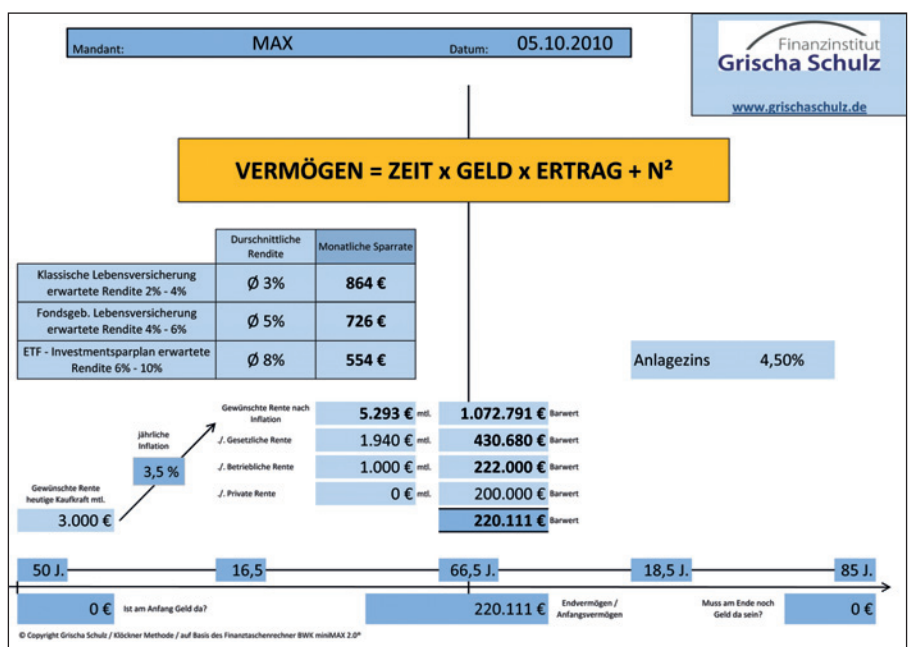 Mandant: MAX Datum: 05.10.2010
Finanzinstitut
Grischa Schulz
www.grischaschulz.de
VERMÖGEN = ZEIT x GELD x ERTRAG + N²
Durschnittliche
Rendite
Monatliche Sparrate
Klassische Lebensversicherung
erwartete Rendite 2% - 4%
Ø 3% 864 €
Fondsgeb. Lebensversicherung
erwartete Rendite 4% - 6%
Ø 5% 726 €
ETF - Investmentsparplan erwartete
Rendite 6% - 10%
Ø 8% 554 €
Anlagezins 4,50%
Gewünschte Rente nach
Inflation
5.293 € mtl. 1.072.791 € Barwert
./. Gesetzliche Rente 1.940 € mtl. 430.680 € Barwert
./. Betriebliche Rente 1.000 € mtl. 222.000 € Barwert
./. Private Rente 0 € mtl. 200.000 € Barwert
220.111 € Barwert
jährliche
Inflation
3,5 %
Gewünschte Rente
heutige Kaufkraft mtl.
3.000 €
50 J. 16,5 66,5 J. 18,5 J. 85 J.
0 € Ist am Anfang Geld da? 220.111 €
Endvermögen /
Anfangsvermögen
Muss am Ende noch
Geld da sein?
0 €
© Copyright Grischa Schulz / Klöckner Methode / auf Basis des Finanztaschenrechner BWK miniMAX 2.0®